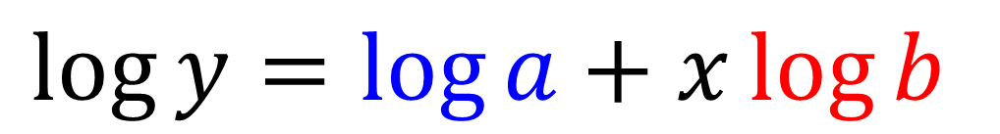 log y = log a + x log b